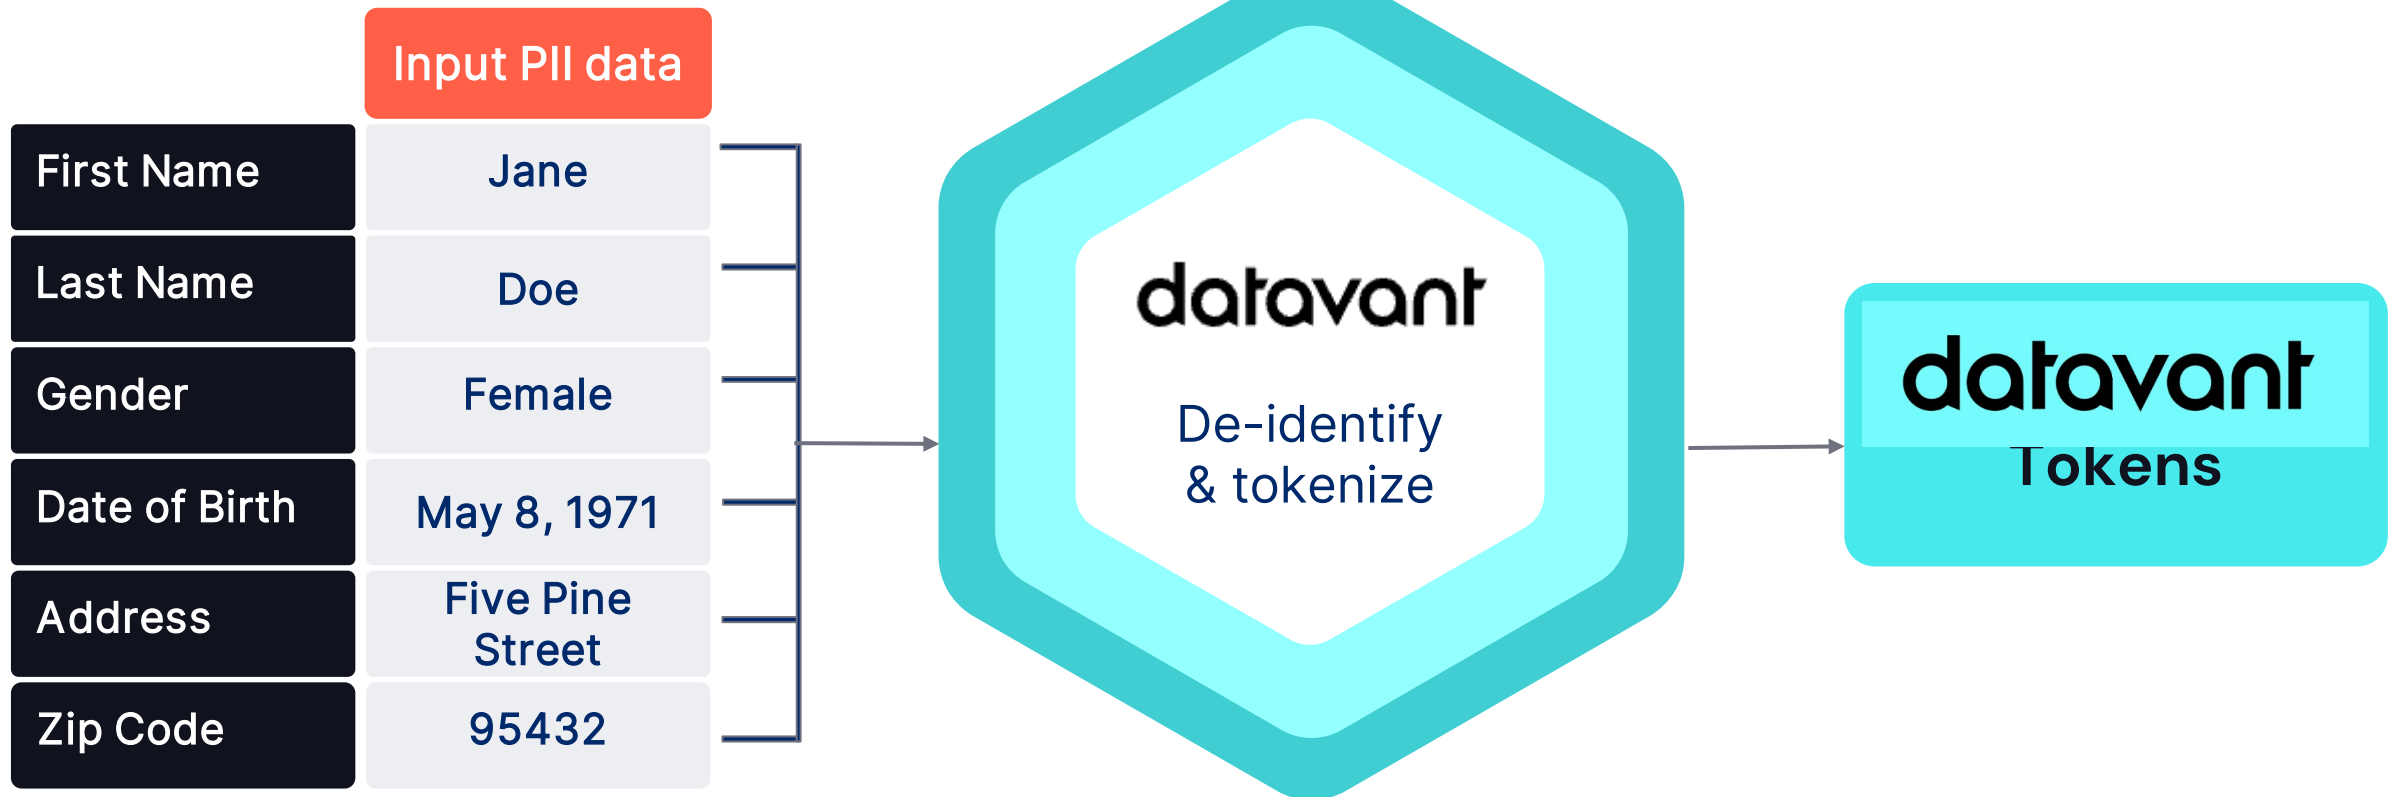 Input PII data
First Name
Jane
Last Name
Doe
Gender
Female
Date of Birth
May 8, 1971
Address
Five Pine
Street
Zip Code
95432
datavant
De-identify
& tokenize
datavant
Tokens